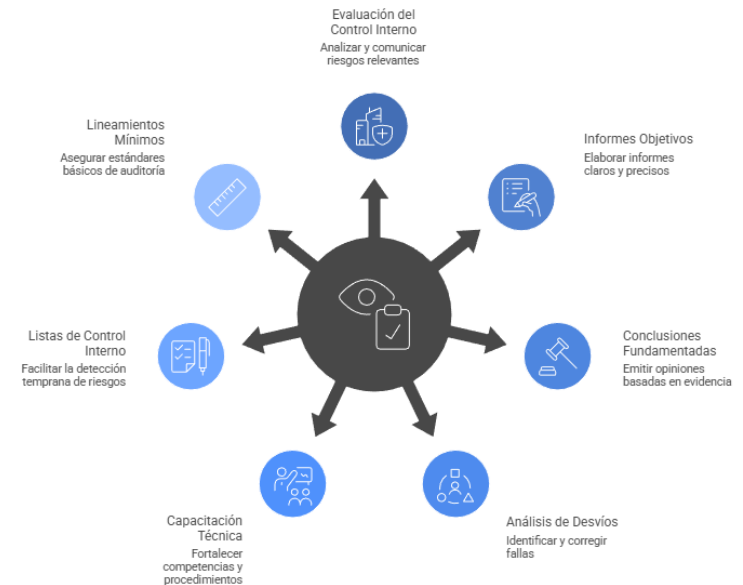 Evaluación del
Control Interno
Analizar y comunicar
riesgos relevantes
Lineamientos
Mínimos
Asegurar estándares
básicos de auditoría
Informes Objetivos
Elaborar informes
claros y precisos
Listas de Control
Interno
Facilitar la detección
temprana de riesgos
Conclusiones
Fundamentadas
Emitir opiniones
basadas en evidencia
Capacitación
Técnica
Fortalecer
competencias y
procedimientos
Análisis de Desvíos
Identificar y corregir
fallas